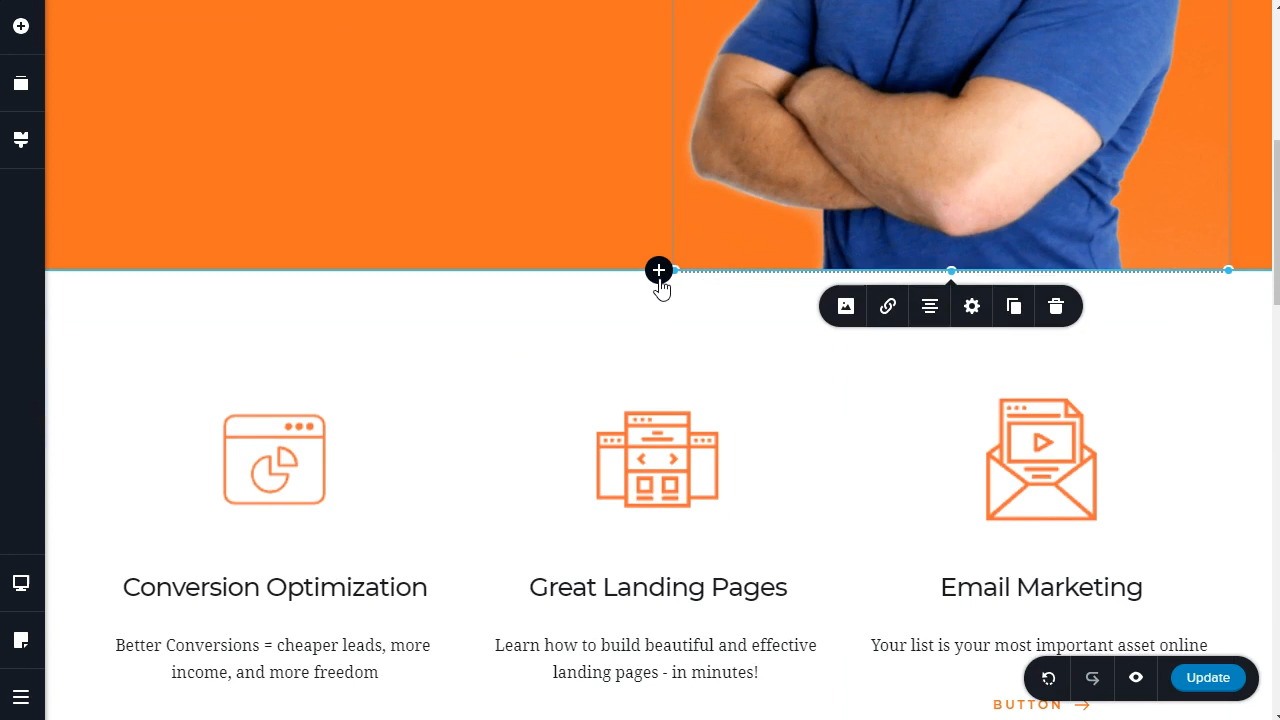 Conversion Optimization
Better Conversions = cheaper leads, more
income, and more freedom
Great Landing Pages
Learn how to build beautiful and effective
landing pages - in minutes!
Email Marketing
Your list is your most important asset online
BUTTON
Update